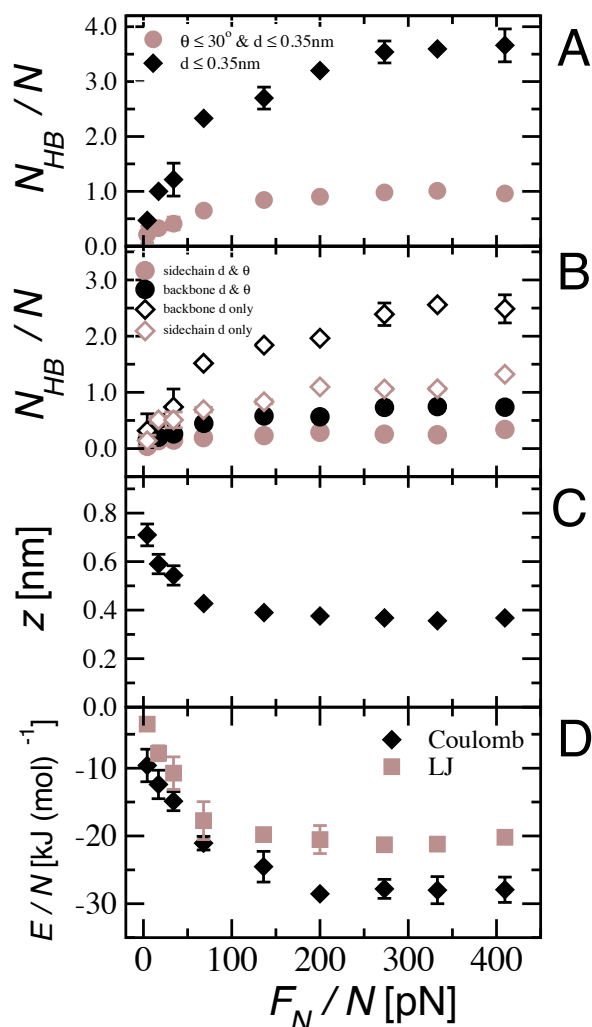 4.0
3.0
2.0
1.0
0.0
N_HB / N
θ ≤ 30° & d ≤ 0.35nm
d ≤ 0.35nm
A
3.0
2.0
1.0
0.0
N_HB / N
sidechain d & θ
backbone d & θ
backbone d only
sidechain d only
B
0.8
0.6
0.4
0.2
0.0
z [nm]
C
-10
-20
-30
E / N [kJ (mol)⁻¹]
Coulomb
LJ
D
0 100 200 300 400
F_N / N [pN]